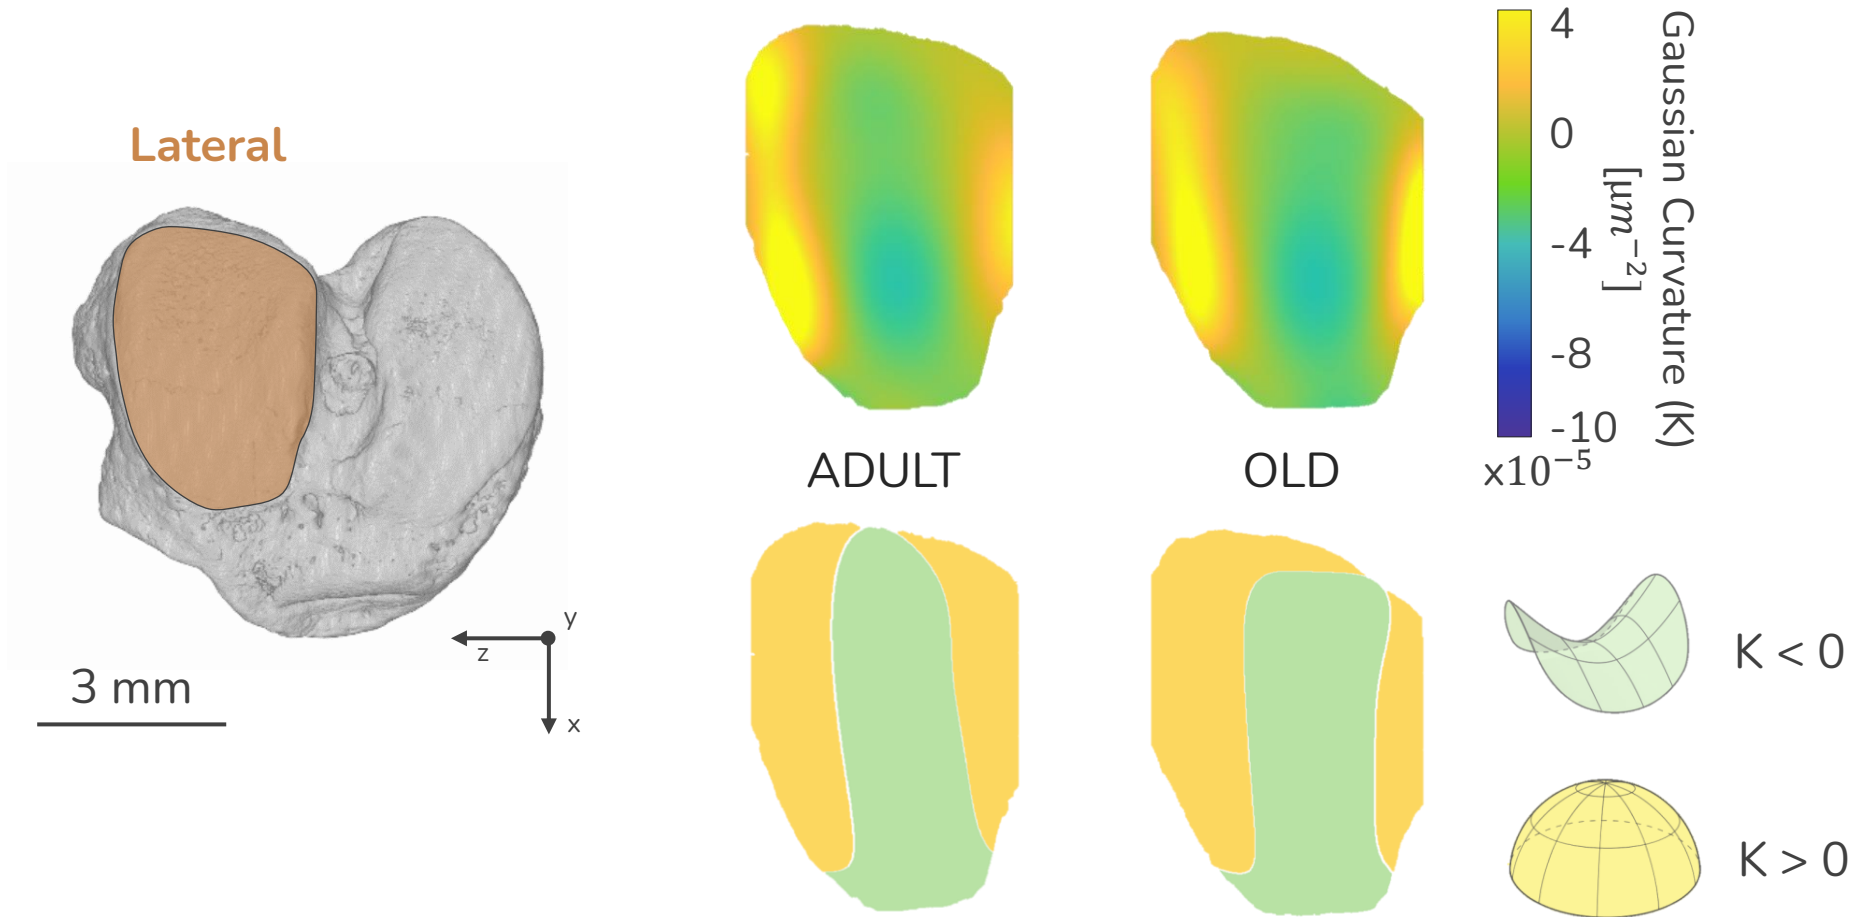 Lateral
3 mm
y
z
x
ADULT
OLD
4
0
-4
-8
-10
x10⁻⁵
Gaussian Curvature (K)
[μm⁻²]
K < 0
K > 0